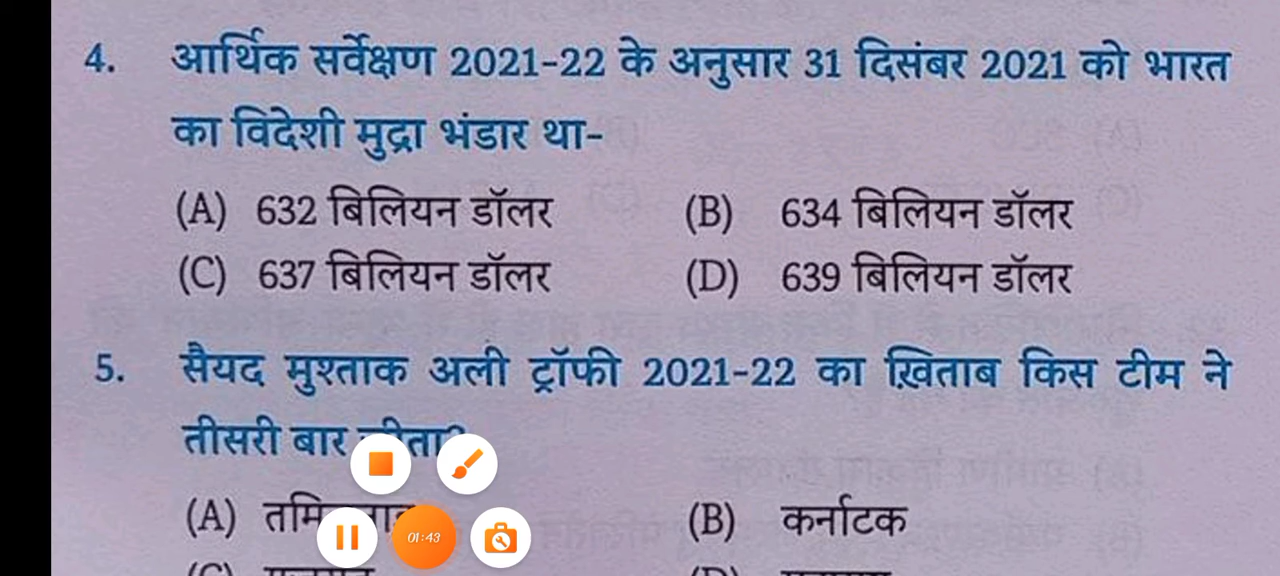 4. आर्थिक सर्वेक्षण 2021-22 के अनुसार 31 दिसंबर 2021 को भारत
का विदेशी मुद्रा भंडार था-
(A) 632 बिलियन डॉलर (B) 634 बिलियन डॉलर
(C) 637 बिलियन डॉलर (D) 639 बिलियन डॉलर
5. सैयद मुश्ताक अली ट्रॉफी 2021-22 का ख़िताब किस टीम ने
तीसरी बार
(A) (B) कर्नाटक
01:43